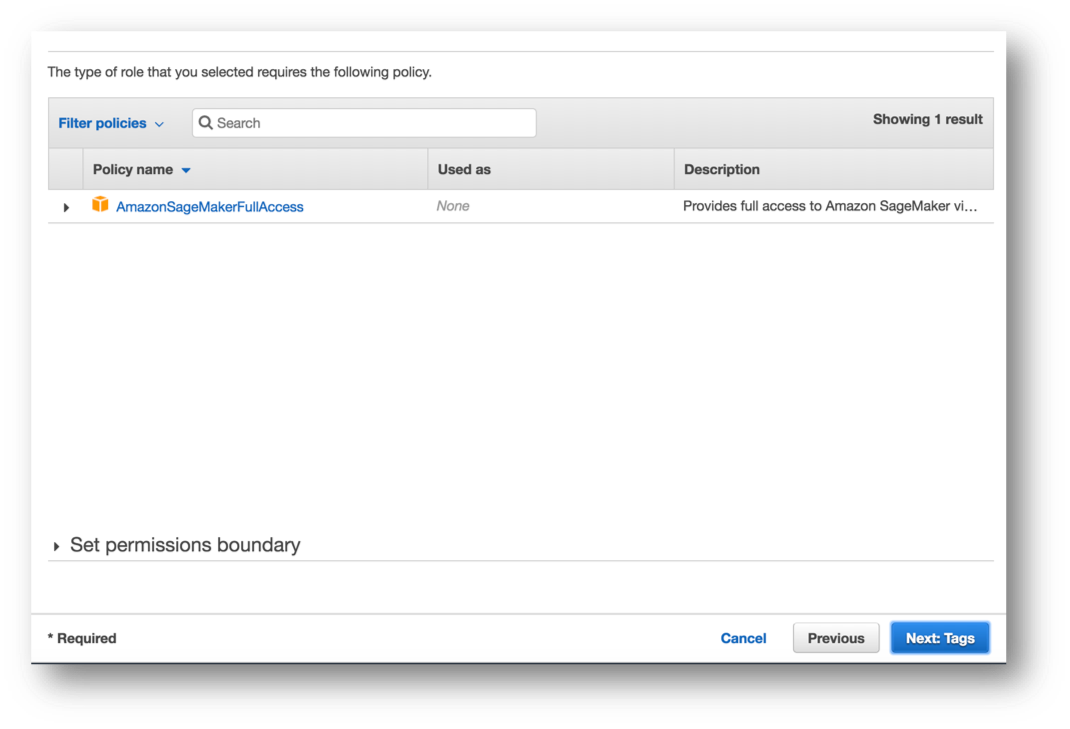 The type of role that you selected requires the following policy.
Filter policies Search Showing 1 result
Policy name Used as Description
AmazonSageMakerFullAccess None Provides full access to Amazon SageMaker vi...
Set permissions boundary
* Required Cancel Previous Next: Tags